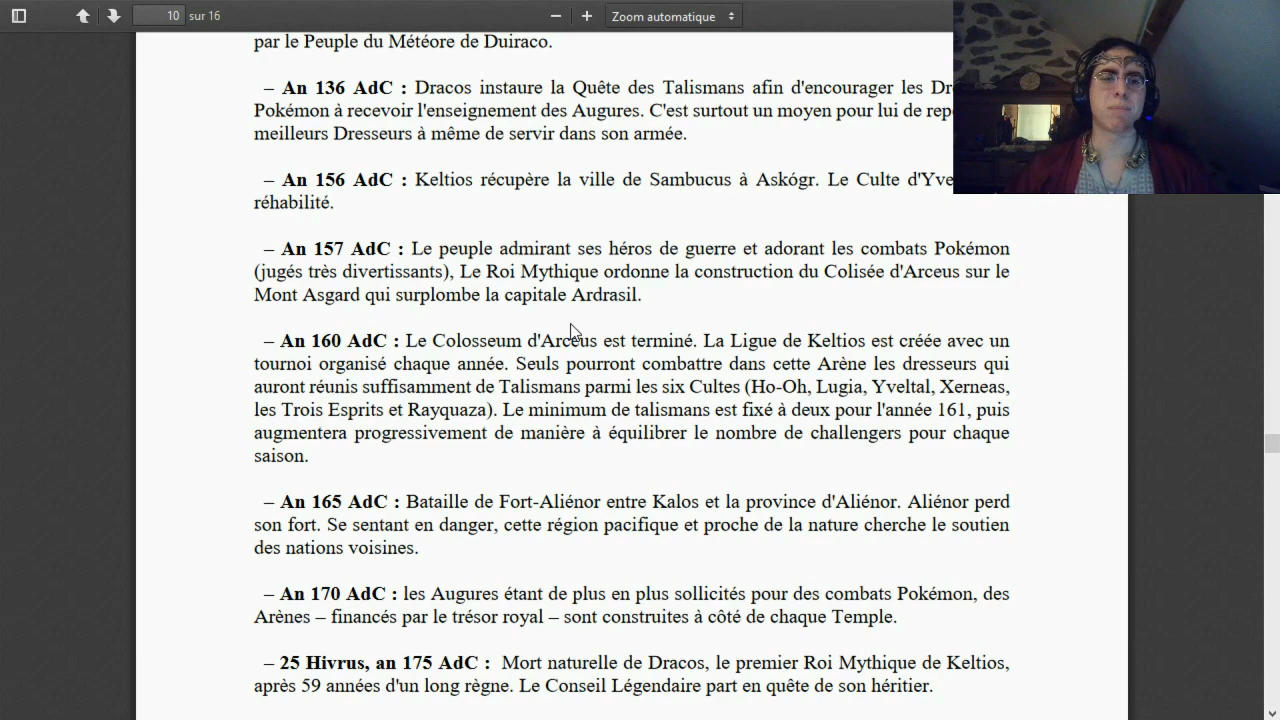 10 sur 16
Zoom automatique
par le Peuple du Météore de Duiraco.
– An 136 AdC : Dracos instaure la Quête des Talismans afin d'encourager les
Pokémon à recevoir l'enseignement des Augures. C'est surtout un moyen pour lui de
meilleurs Dresseurs à même de servir dans son armée.
– An 156 AdC : Keltios récupère la ville de Sambucus à Askógr. Le Culte
réhabilité.
– An 157 AdC : Le peuple admirant ses héros de guerre et adorant les combats Pokémon
(jugés très divertissants), Le Roi Mythique ordonne la construction du Colisée d'Arceus sur le
Mont Asgard qui surplombe la capitale Ardrasil.
– An 160 AdC : Le Colosseum d'Arceus est terminé. La Ligue de Keltios est créée avec un
tournoi organisé chaque année. Seuls pourront combattre dans cette Arène les dresseurs qui
auront réunis suffisamment de Talismans parmi les six Cultes (Ho-Oh, Lugia, Yveltal, Xerneas,
les Trois Esprits et Rayquaza). Le minimum de talismans est fixé à deux pour l'année 161, puis
augmentera progressivement de manière à équilibrer le nombre de challengers pour chaque
saison.
– An 165 AdC : Bataille de Fort-Aliénor entre Kalos et la province d'Aliénor. Aliénor perd
son fort. Se sentant en danger, cette région pacifique et proche de la nature cherche le soutien
des nations voisines.
– An 170 AdC : les Augures étant de plus en plus sollicités pour des combats Pokémon, des
Arènes – financés par le trésor royal – sont construites à côté de chaque Temple.
– 25 Hivrus, an 175 AdC : Mort naturelle de Dracos, le premier Roi Mythique de Keltios,
après 59 années d'un long règne. Le Conseil Légendaire part en quête de son héritier.